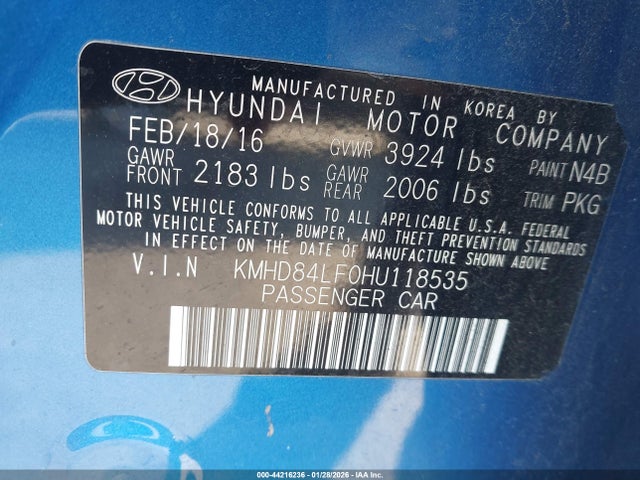 MANUFACTURED IN KOREA BY
HYUNDAI MOTOR COMPANY
FEB/18/16 GVWR 3924 lbs PAINT N4B
GAWR FRONT 2183 lbs GAWR REAR 2006 lbs TRIM PKG
THIS VEHICLE CONFORMS TO ALL APPLICABLE U.S.A. FEDERAL
MOTOR VEHICLE SAFETY, BUMPER, AND THEFT PREVENTION STANDARDS
IN EFFECT ON THE DATE OF MANUFACTURE SHOWN ABOVE.
V.I.N KMHD84LF0HU118535
PASSENGER CAR
000-44216236 - 01/28/2026 - IAA Inc.